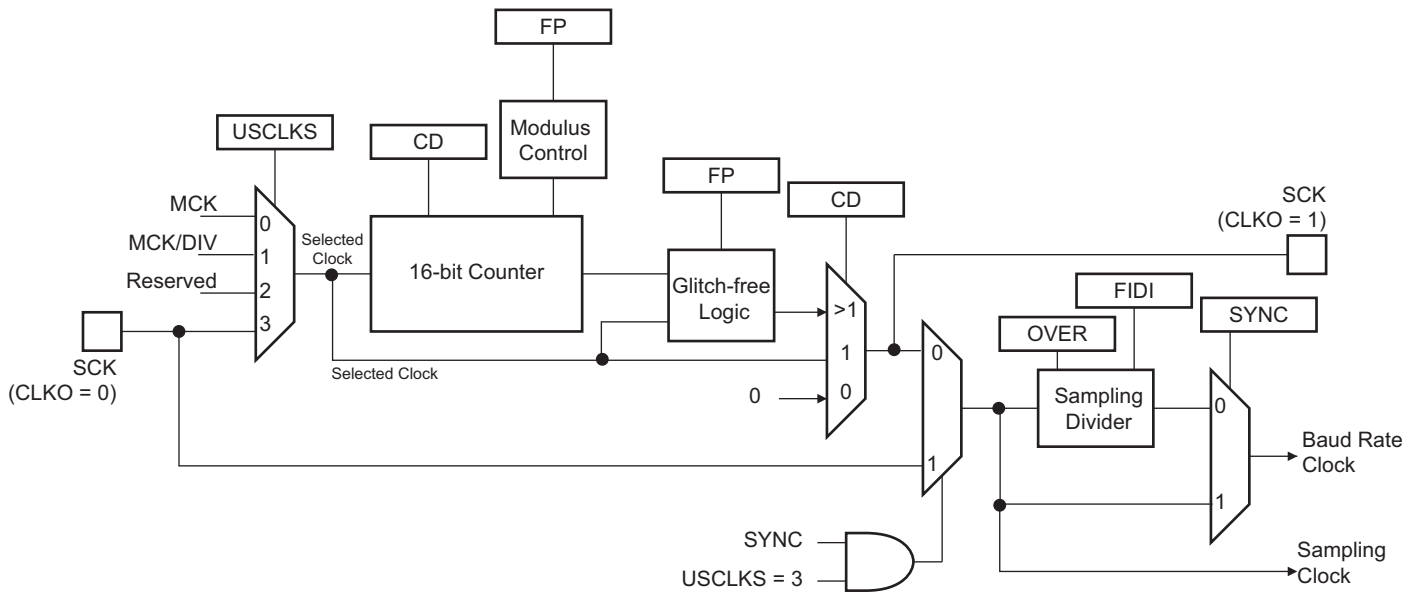 FP
USCLKS
CD
Modulus
Control
FP
CD
SCK
(CLKO = 1)
MCK
0
MCK/DIV
1
Reserved
2
3
Selected
Clock
16-bit Counter
Glitch-free
Logic
>1
1
0
0
Selected Clock
SCK
(CLKO = 0)
FIDI
OVER
SYNC
0
1
Sampling
Divider
0
1
Baud Rate
Clock
SYNC
USCLKS = 3
Sampling
Clock